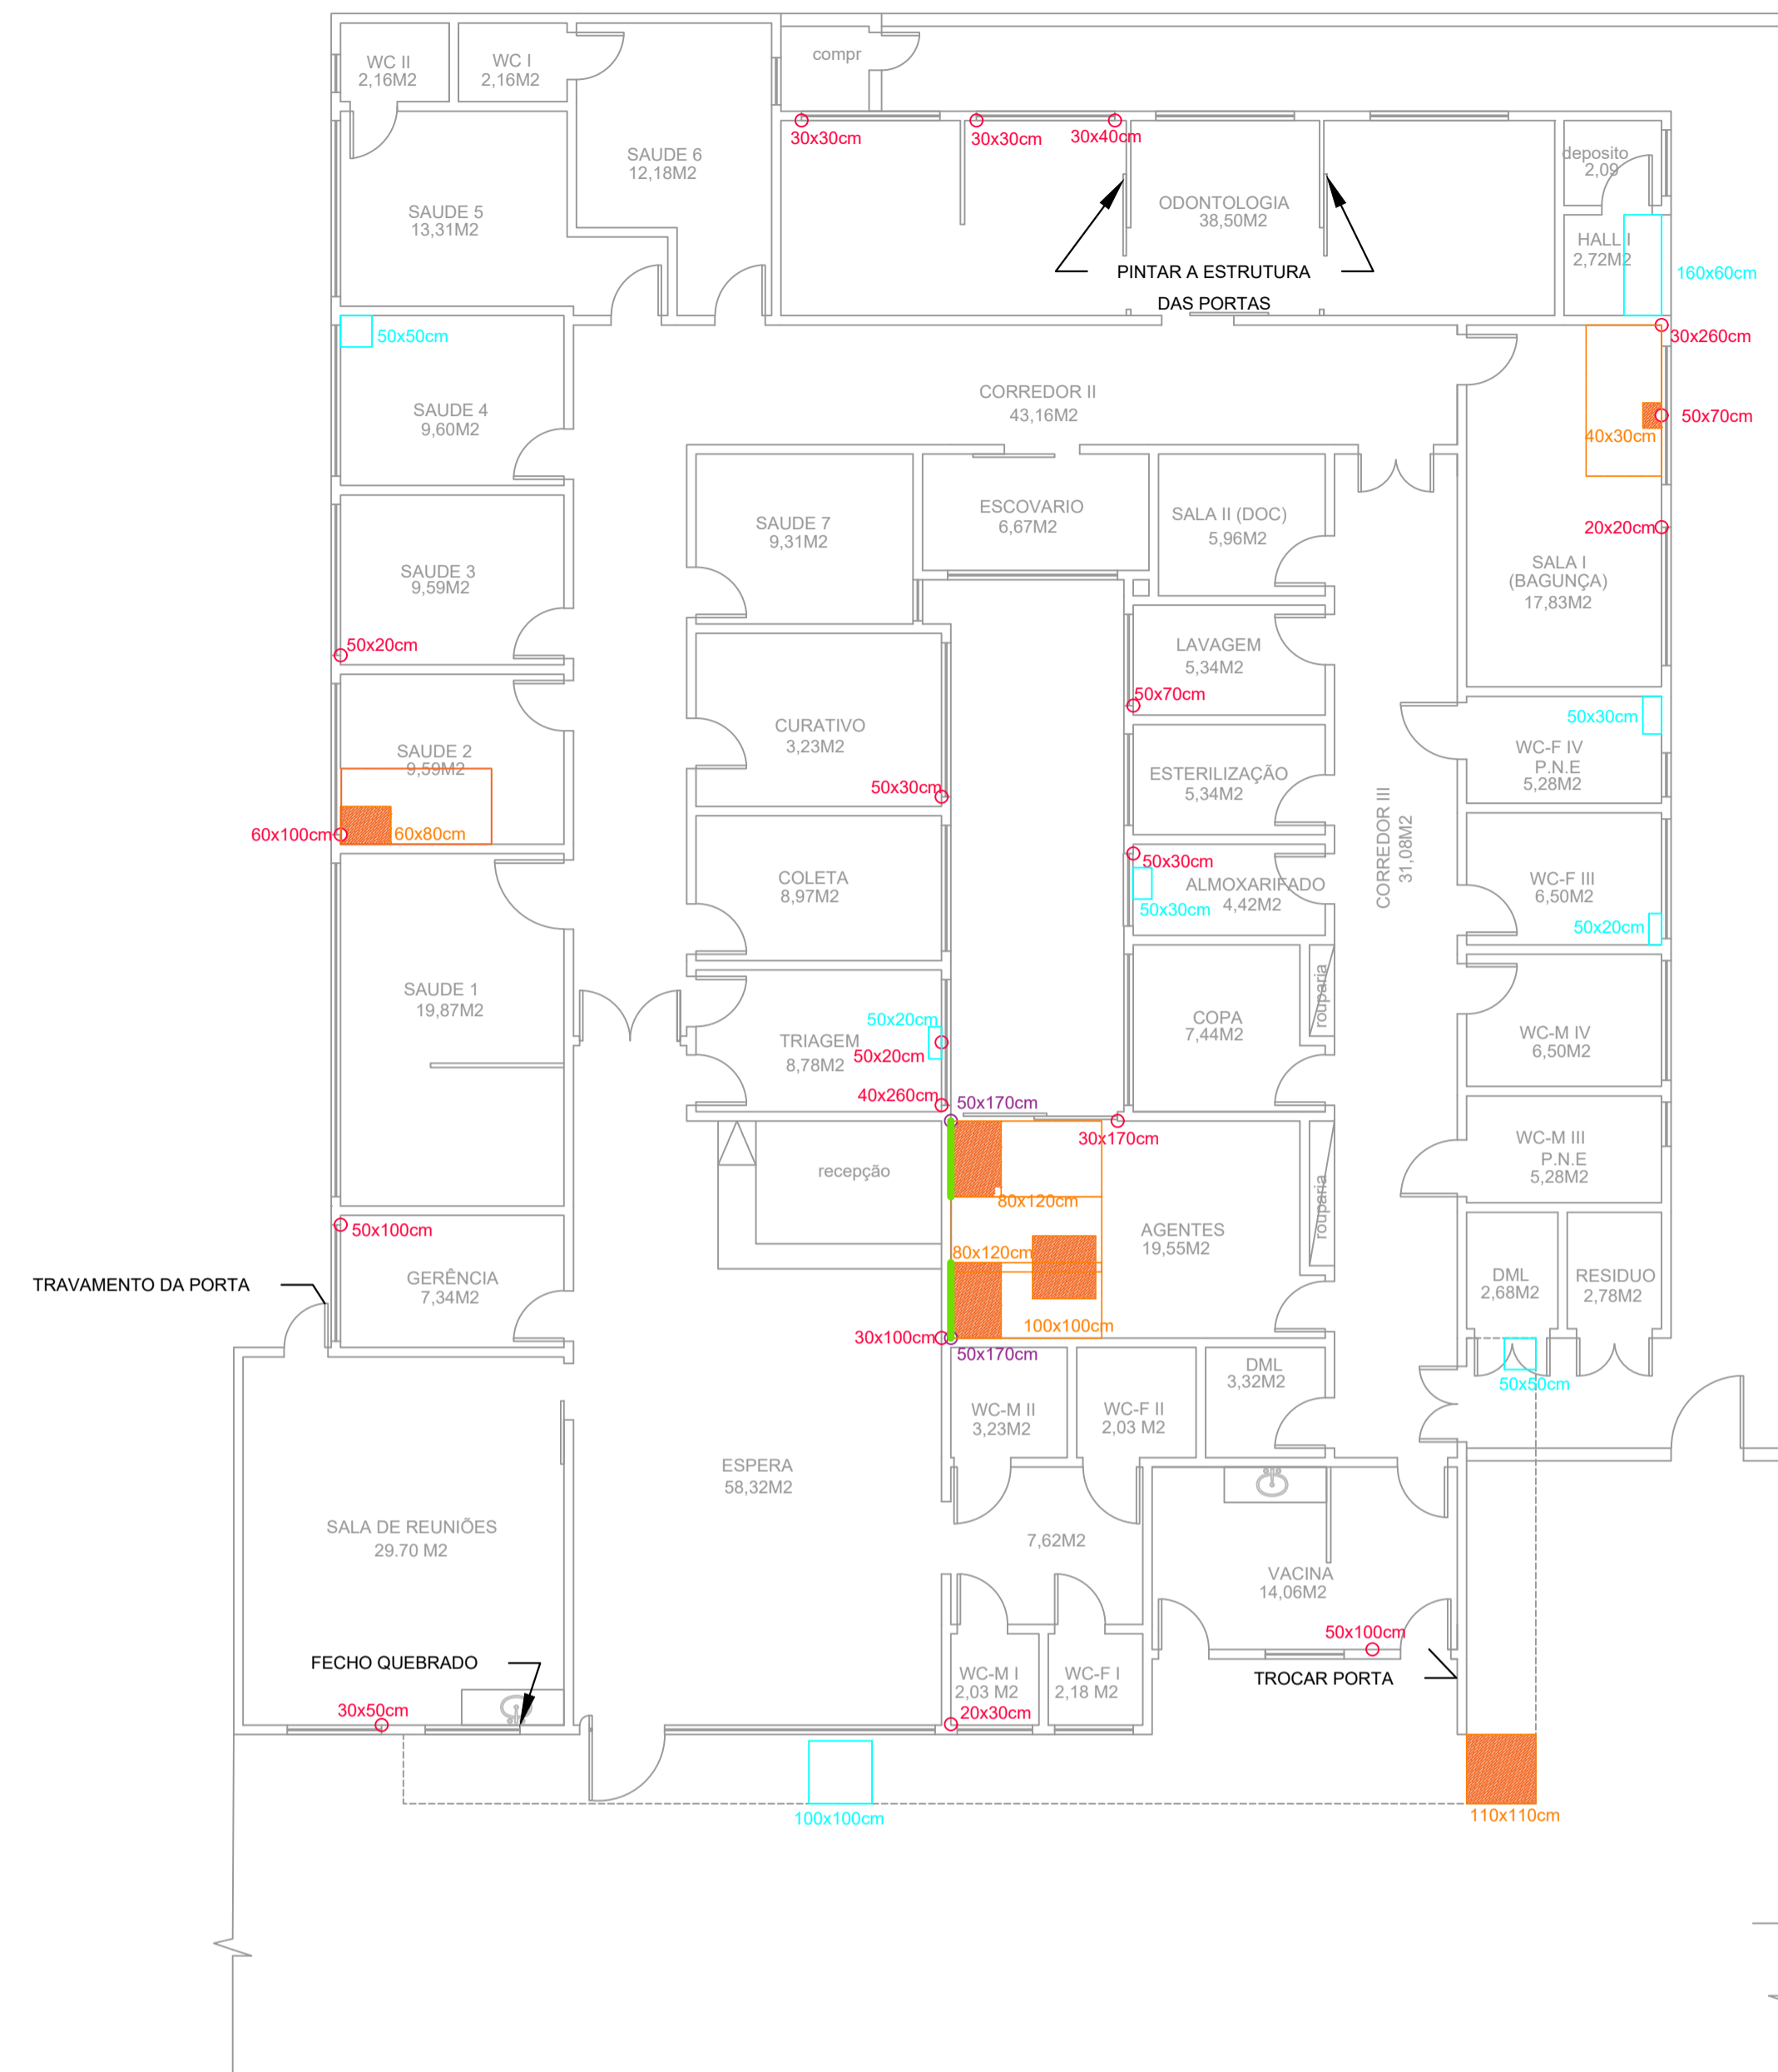 WC II
2,16M2
WC I
2,16M2
compr
30x30cm
30x30cm
30x40cm
SAUDE 6
12,18M2
deposito
2,09
SAUDE 5
13,31M2
ODONTOLOGIA
38,50M2
HALL I
2,72M2
160x60cm
PINTAR A ESTRUTURA
DAS PORTAS
50x50cm
30x260cm
SAUDE 4
9,60M2
CORREDOR II
43,16M2
50x70cm
40x30cm
SAUDE 7
9,31M2
ESCOVARIO
6,67M2
SALA II (DOC)
5,96M2
20x20cm
SALA I
(BAGUNÇA)
17,83M2
SAUDE 3
9,59M2
50x20cm
LAVAGEM
5,34M2
50x70cm
50x30cm
CURATIVO
3,23M2
50x30cm
SAUDE 2
9,59M2
60x100cm
60x80cm
ESTERILIZAÇÃO
5,34M2
WC-F IV
P.N.E
5,28M2
CORREDOR III
31,08M2
50x30cm
ALMOXARIFADO
4,42M2
50x30cm
COLETA
8,97M2
WC-F III
6,50M2
50x20cm
SAUDE 1
19,87M2
50x20cm
TRIAGEM
8,78M2
50x20cm
40x260cm
COPA
7,44M2
rouparia
WC-M IV
6,50M2
50x170cm
30x170cm
WC-M III
P.N.E
5,28M2
recepção
80x120cm
AGENTES
19,55M2
80x120cm
100x100cm
rouparia
50x100cm
TRAVAMENTO DA PORTA
GERÊNCIA
7,34M2
DML
2,68M2
RESIDUO
2,78M2
30x100cm
50x170cm
50x50cm
DML
3,32M2
WC-M II
3,23M2
WC-F II
2,03 M2
ESPERA
58,32M2
SALA DE REUNIÕES
29.70 M2
7,62M2
VACINA
14,06M2
50x100cm
FECHO QUEBRADO
TROCAR PORTA
WC-M I
2,03 M2
WC-F I
2,18 M2
30x50cm
20x30cm
100x100cm
110x110cm